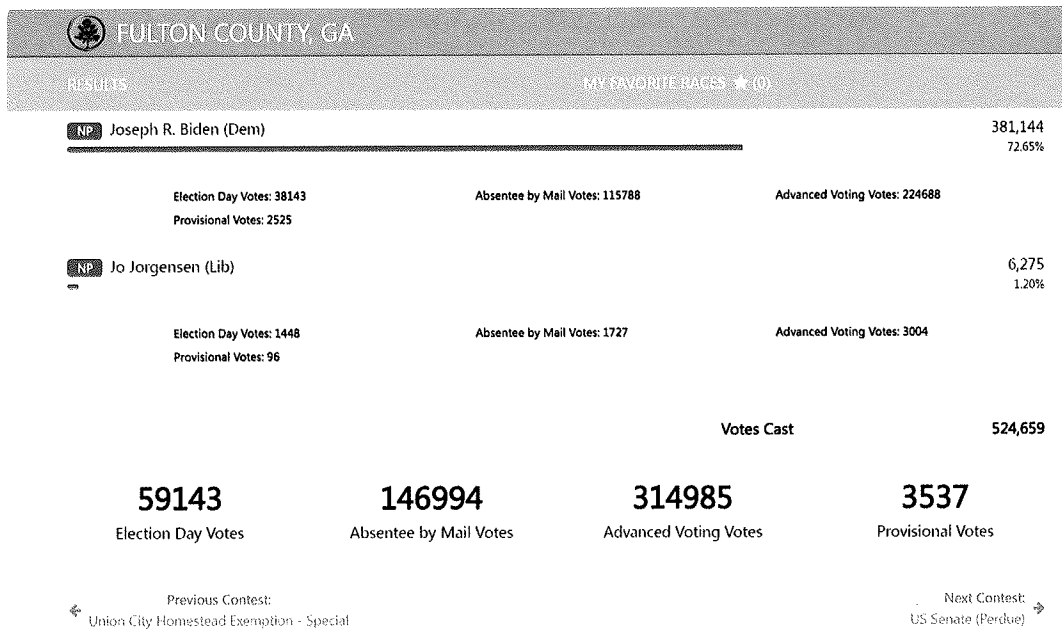 FULTON COUNTY, GA
RESULTS MY FAVORITE RACES ★ (0)
NP Joseph R. Biden (Dem) 381,144
72.65%
Election Day Votes: 38143 Absentee by Mail Votes: 115788 Advanced Voting Votes: 224688
Provisional Votes: 2525
NP Jo Jorgensen (Lib) 6,275
1.20%
Election Day Votes: 1448 Absentee by Mail Votes: 1727 Advanced Voting Votes: 3004
Provisional Votes: 96
Votes Cast 524,659
59143 146994 314985 3537
Election Day Votes Absentee by Mail Votes Advanced Voting Votes Provisional Votes
Previous Contest: Next Contest:
Union City Homestead Exemption - Special US Senate (Perdue)